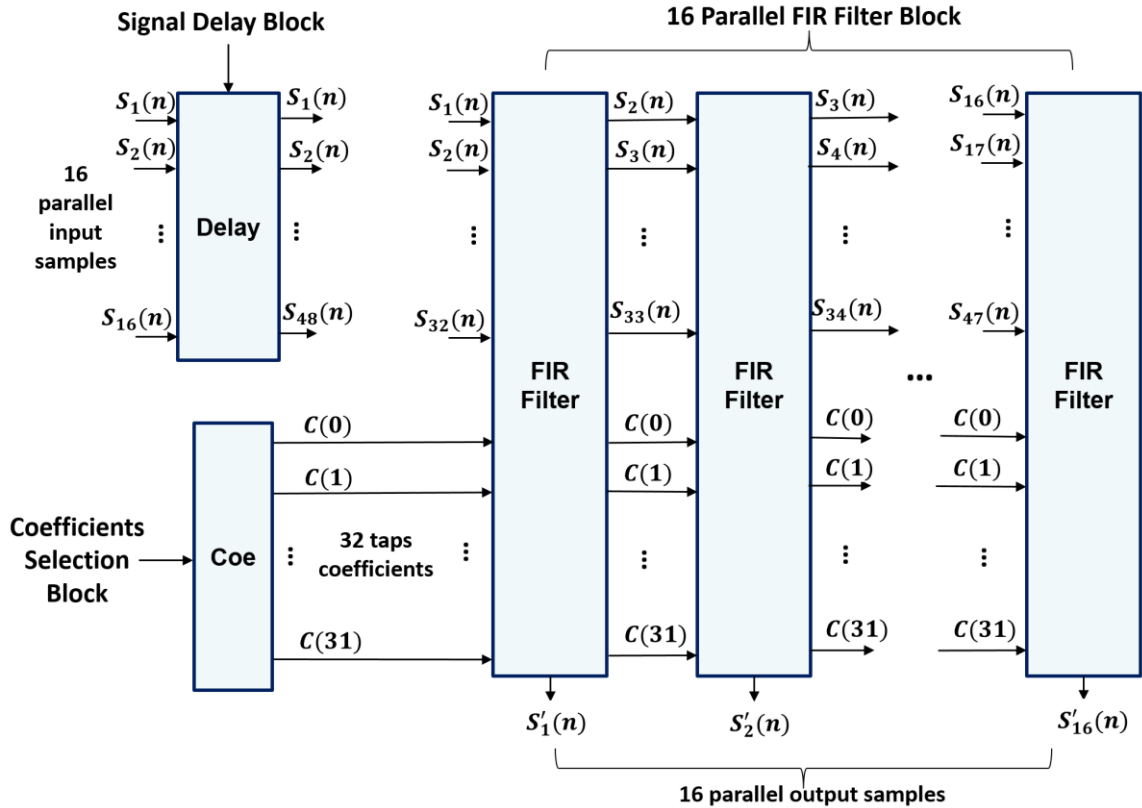 Signal Delay Block
16 Parallel FIR Filter Block
S₁(n)
S₂(n)
16
parallel
input
samples
⋮
S₁₆(n)
Delay
S₁(n)
S₂(n)
⋮
S₄₈(n)
S₁(n)
S₂(n)
⋮
S₃₂(n)
FIR
Filter
S₂(n)
S₃(n)
⋮
S₃₃(n)
FIR
Filter
S₃(n)
S₄(n)
⋮
S₃₄(n)
...
S₁₆(n)
S₁₇(n)
⋮
S₄₇(n)
FIR
Filter
Coefficients
Selection
Block
Coe
C(0)
C(1)
⋮
32 taps
coefficients
⋮
C(31)
C(0)
C(1)
⋮
C(31)
C(0)
C(1)
⋮
C(31)
C(0)
C(1)
⋮
C(31)
S′₁(n)
S′₂(n)
S′₁₆(n)
16 parallel output samples